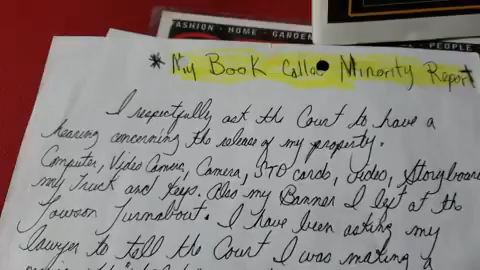 FASHION • HOME • GARDEN
PEOPLE
* My Book Called Minority Report
I respectfully ask the Court to have a
hearing concerning the release of my property.
Computer, Video Camera, Camera, STD cards, Video, Storyboard
my Truck and Keys. Also my Banner I left at the
Towson Turnabout. I have been asking my
lawyer to tell the Court I was making a